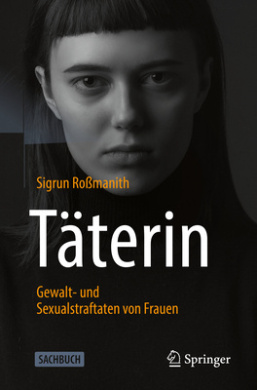 Sigrun Roßmanith
Täterin
Gewalt- und
Sexualstraftaten von Frauen
SACHBUCH
Springer